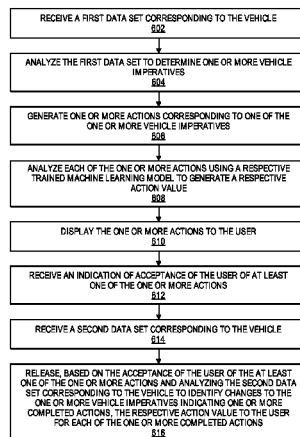 RECEIVE A FIRST DATA SET CORRESPONDING TO THE VEHICLE
602
ANALYZE THE FIRST DATA SET TO DETERMINE ONE OR MORE VEHICLE
IMPERATIVES
604
GENERATE ONE OR MORE ACTIONS CORRESPONDING TO ONE OF THE
ONE OR MORE VEHICLE IMPERATIVES
606
ANALYZE EACH OF THE ONE OR MORE ACTIONS USING A RESPECTIVE
TRAINED MACHINE LEARNING MODEL TO GENERATE A RESPECTIVE
ACTION VALUE
608
DISPLAY THE ONE OR MORE ACTIONS TO THE USER
610
RECEIVE AN INDICATION OF ACCEPTANCE OF THE USER OF AT LEAST
ONE OF THE ONE OR MORE ACTIONS
612
RECEIVE A SECOND DATA SET CORRESPONDING TO THE VEHICLE
614
RELEASE, BASED ON THE ACCEPTANCE OF THE USER OF THE AT LEAST
ONE OF THE ONE OR MORE ACTIONS AND ANALYZING THE SECOND DATA
SET CORRESPONDING TO THE VEHICLE TO IDENTIFY CHANGES TO THE
ONE OR MORE VEHICLE IMPERATIVES INDICATING ONE OR MORE
COMPLETED ACTIONS, THE RESPECTIVE ACTION VALUE TO THE USER
FOR EACH OF THE ONE OR MORE COMPLETED ACTIONS
616